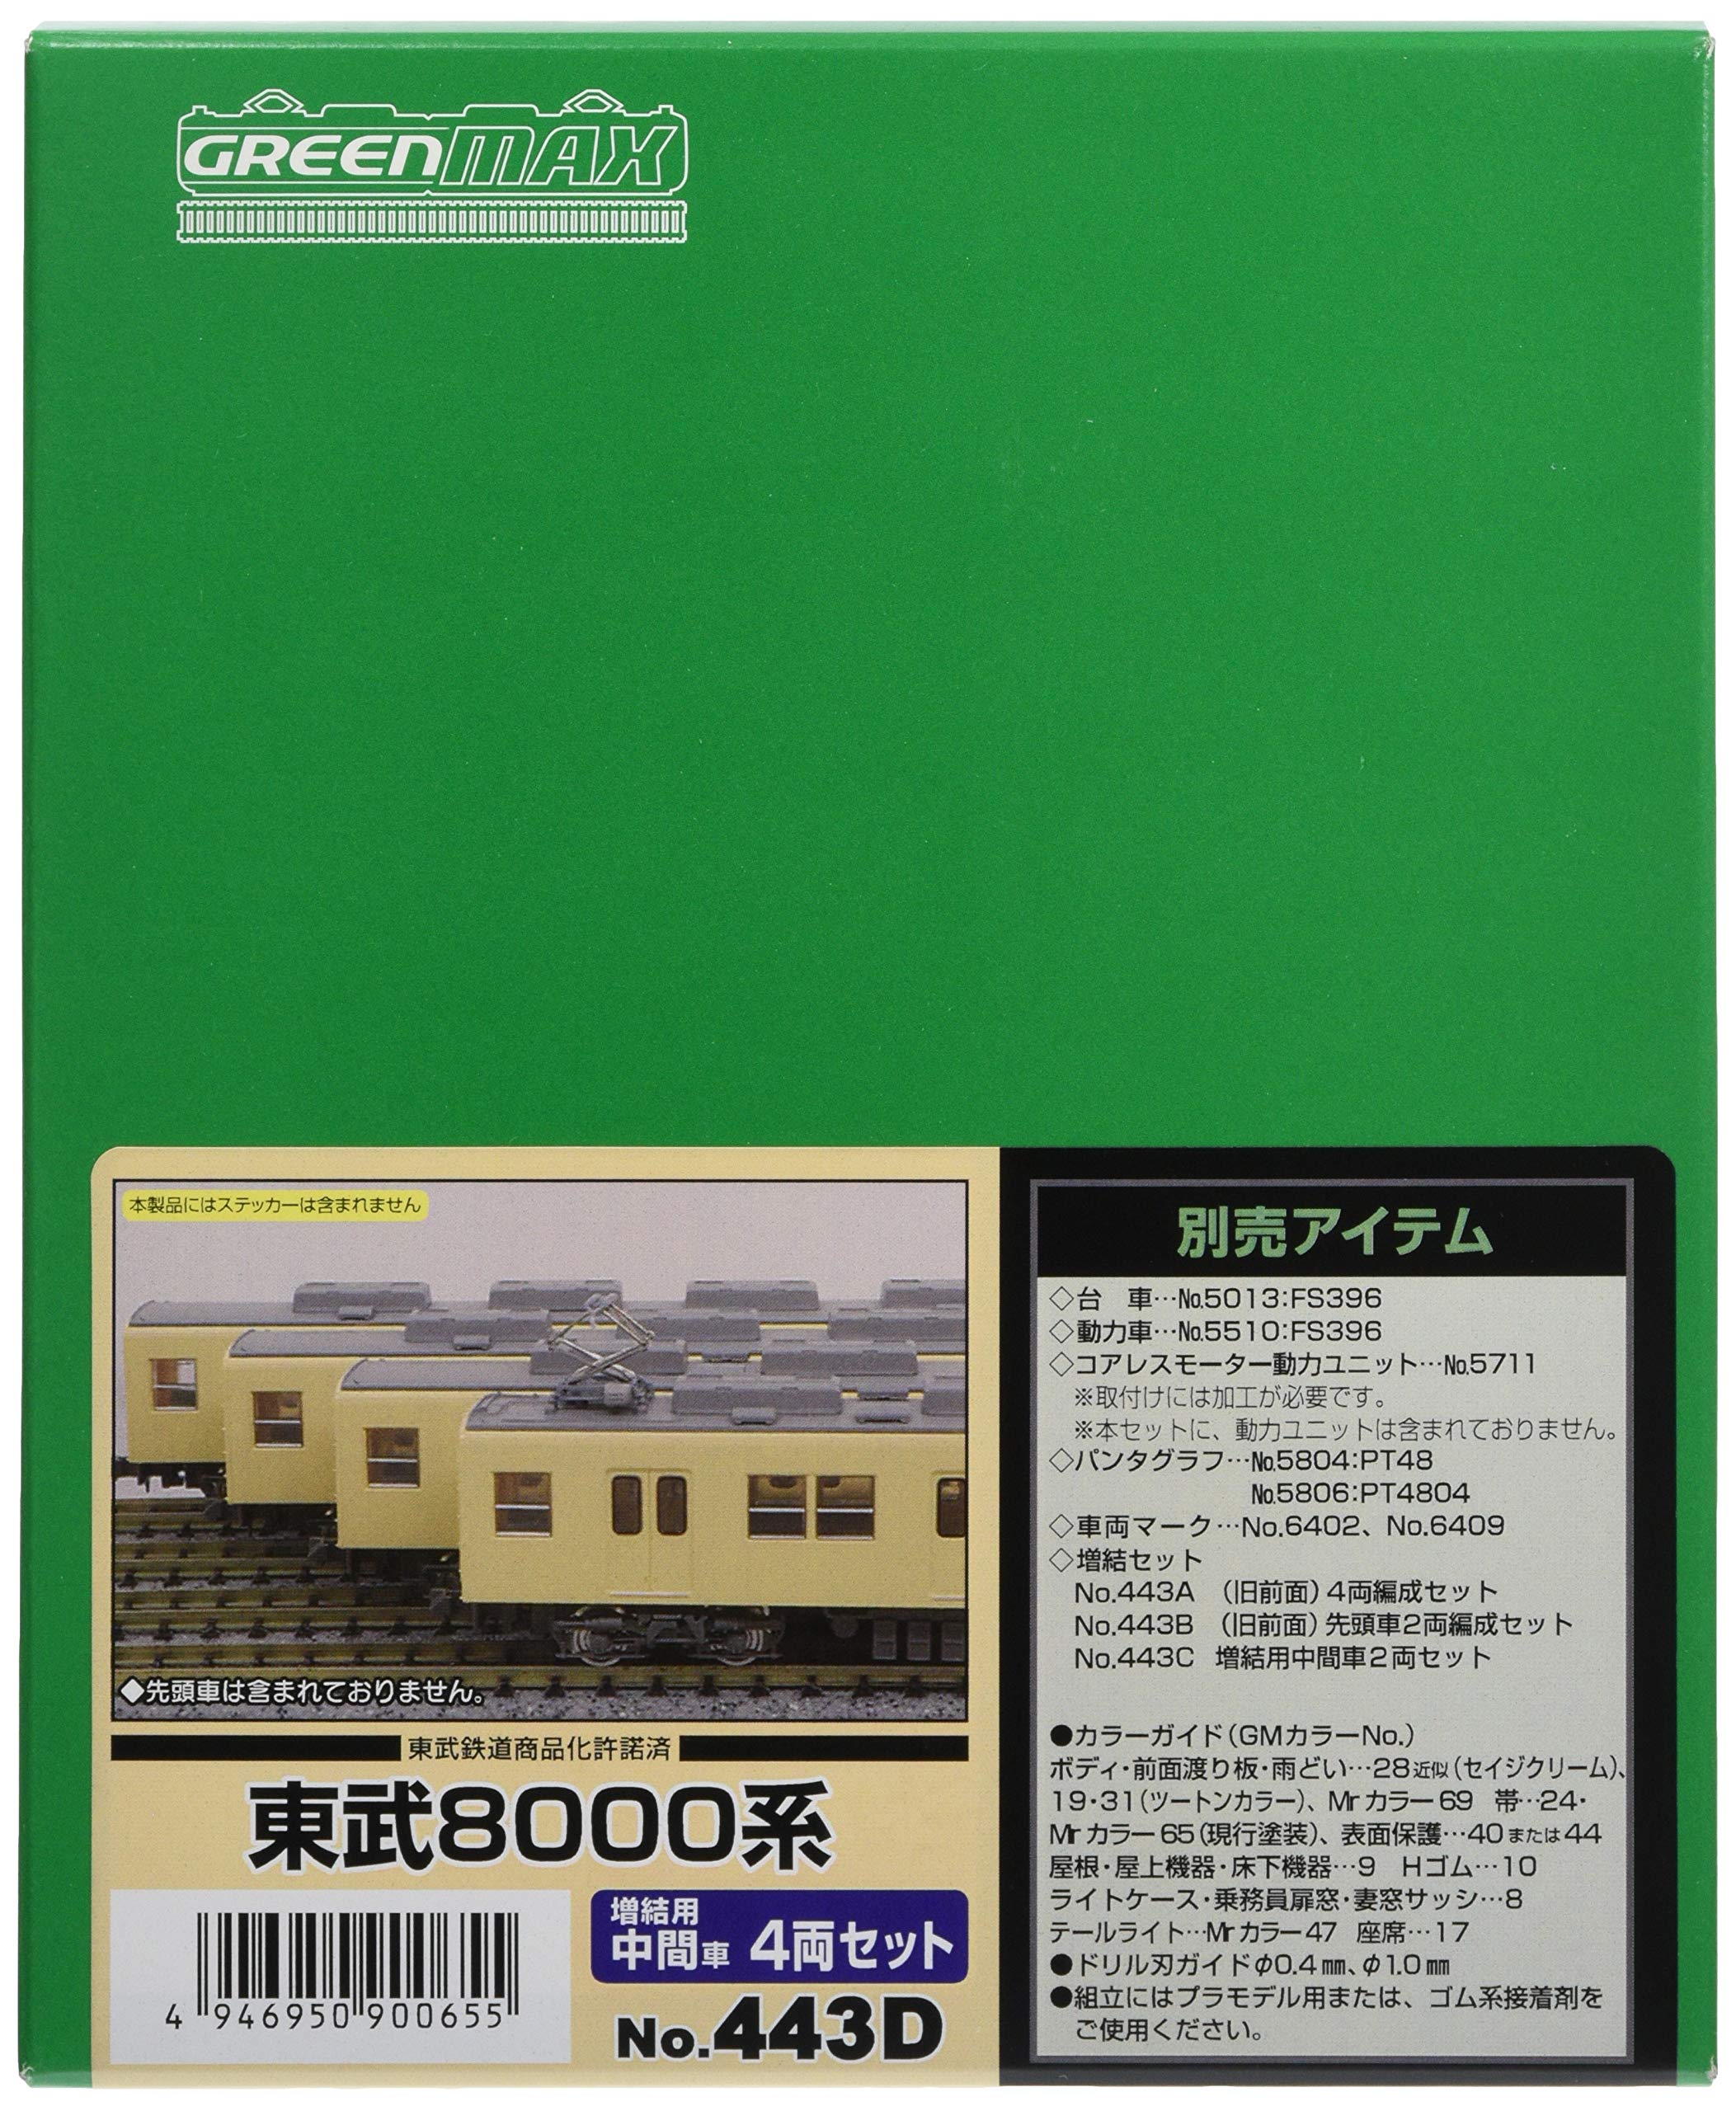 GREENMAX
本製品にはステッカーは含まれません
◆先頭車は含まれておりません。
東武鉄道商品化許諾済
東武8000系
増結用
中間車 4両セット
No.443D
4 946950 900655
別売アイテム
◇台　車…№5013:FS396
◇動力車…№5510:FS396
◇コアレスモーター動力ユニット…№5711
※取付けには加工が必要です。
※本セットに、動力ユニットは含まれておりません。
◇パンタグラフ…№5804:PT48
№5806:PT4804
◇車両マーク…No.6402、No.6409
◇増結セット
No.443A （旧前面）4両編成セット
No.443B （旧前面）先頭車2両編成セット
No.443C 増結用中間車2両セット
●カラーガイド（GMカラーNo.）
ボディ・前面渡り板・雨どい…28近似（セイジクリーム）、
19・31（ツートンカラー）、Mrカラー69 帯…24・
Mrカラー65（現行塗装）、表面保護…40または44
屋根・屋上機器・床下機器…9 Hゴム…10
ライトケース・乗務員扉窓・妻窓サッシ…8
テールライト…Mrカラー47 座席…17
●ドリル刃ガイドφ0.4㎜、φ1.0㎜
●組立にはプラモデル用または、ゴム系接着剤を
ご使用ください。